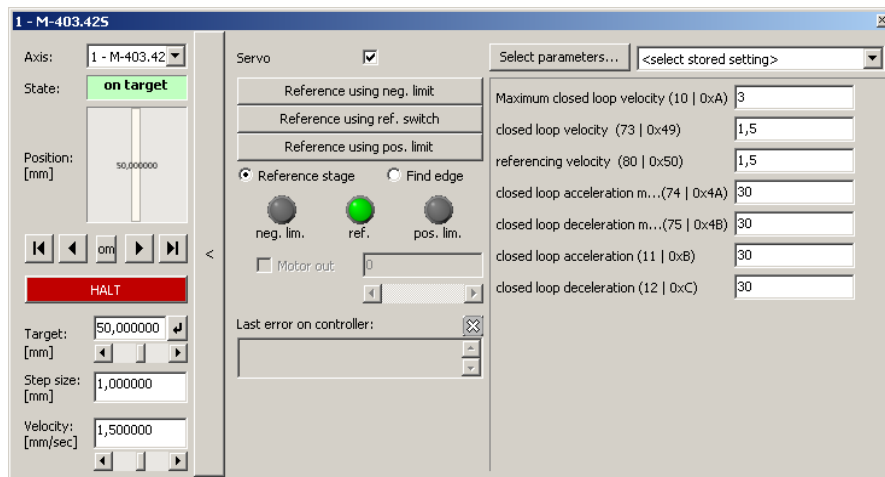 1 - M-403.42S
Axis: 1 - M-403.42
State: on target
Position: [mm]
50,000000
om
HALT
Target: [mm]
50,000000
Step size: [mm]
1,000000
Velocity: [mm/sec]
1,500000
<
Servo
Reference using neg. limit
Reference using ref. switch
Reference using pos. limit
Reference stage Find edge
neg. lim. ref. pos. lim.
Motor out 0
Last error on controller:
Select parameters... <select stored setting>
Maximum closed loop velocity (10 | 0xA) 3
closed loop velocity (73 | 0x49) 1,5
referencing velocity (80 | 0x50) 1,5
closed loop acceleration m...(74 | 0x4A) 30
closed loop deceleration m...(75 | 0x4B) 30
closed loop acceleration (11 | 0xB) 30
closed loop deceleration (12 | 0xC) 30